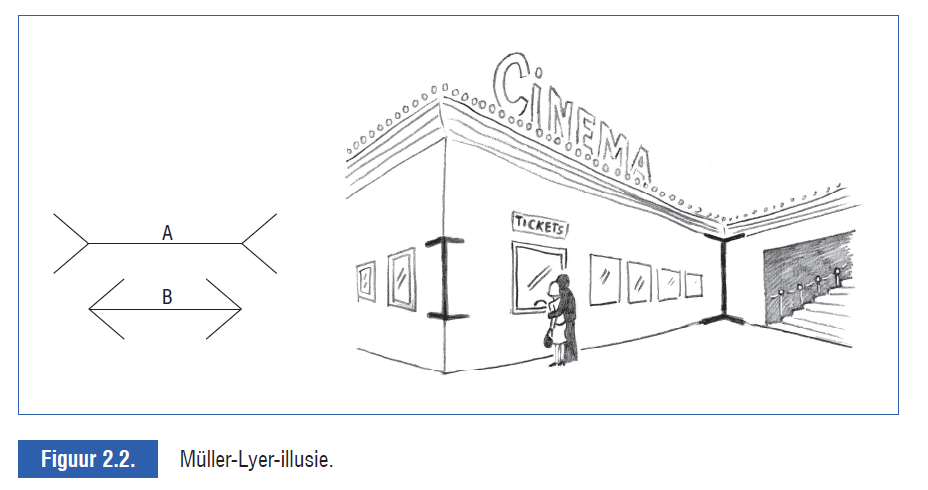 CiNEMA
TiCKETS
A
B
Figuur 2.2. Müller-Lyer-illusie.